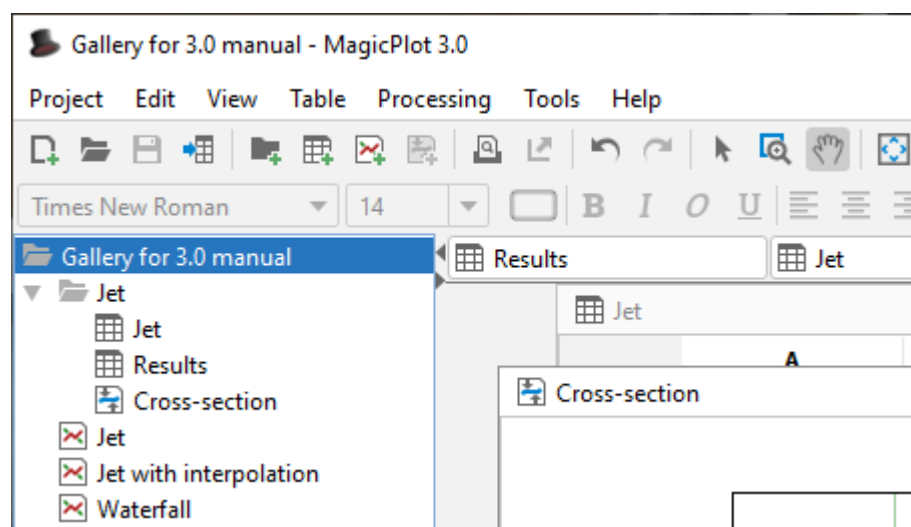 Gallery for 3.0 manual - MagicPlot 3.0
Project Edit View Table Processing Tools Help
Times New Roman 14 B I O U
Gallery for 3.0 manual
Results Jet
Jet
Jet
Jet
Results
A
Cross-section
Cross-section
Jet
Jet with interpolation
Waterfall